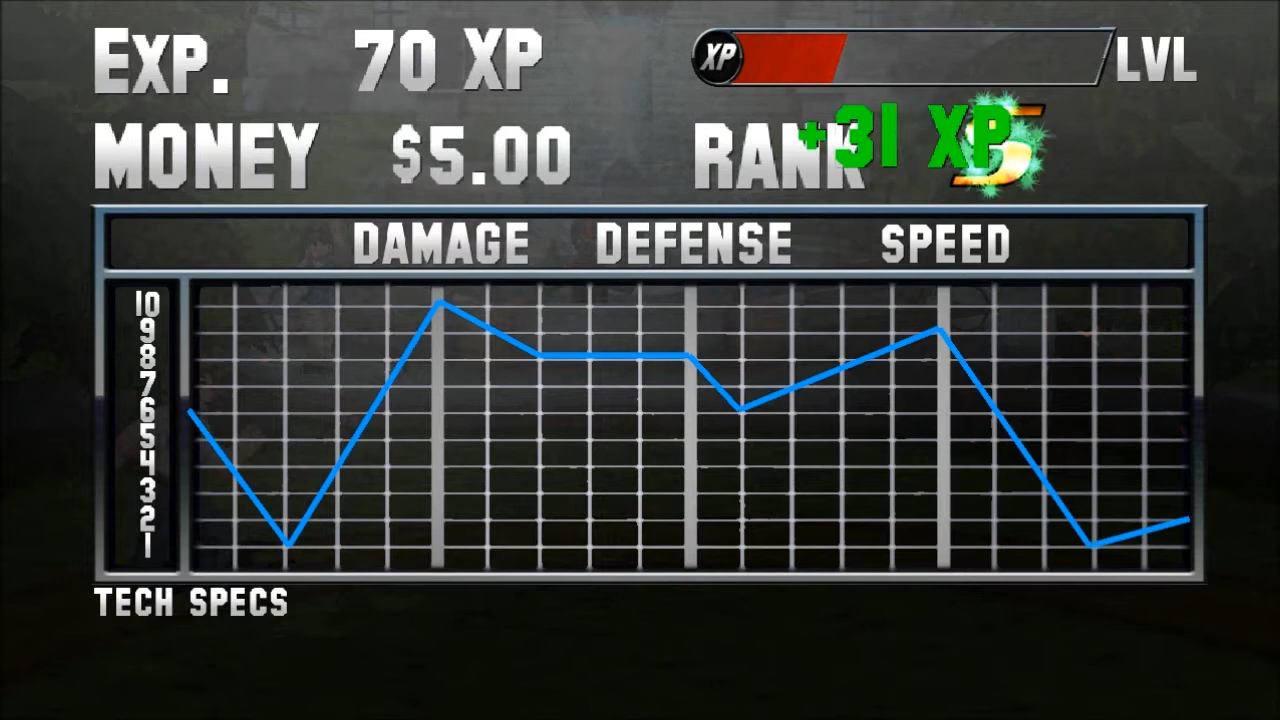 EXP. 70 XP XP LVL
MONEY $5.00 RANK S +31 XP
DAMAGE DEFENSE SPEED
10
9
8
7
6
5
4
3
2
1
TECH SPECS